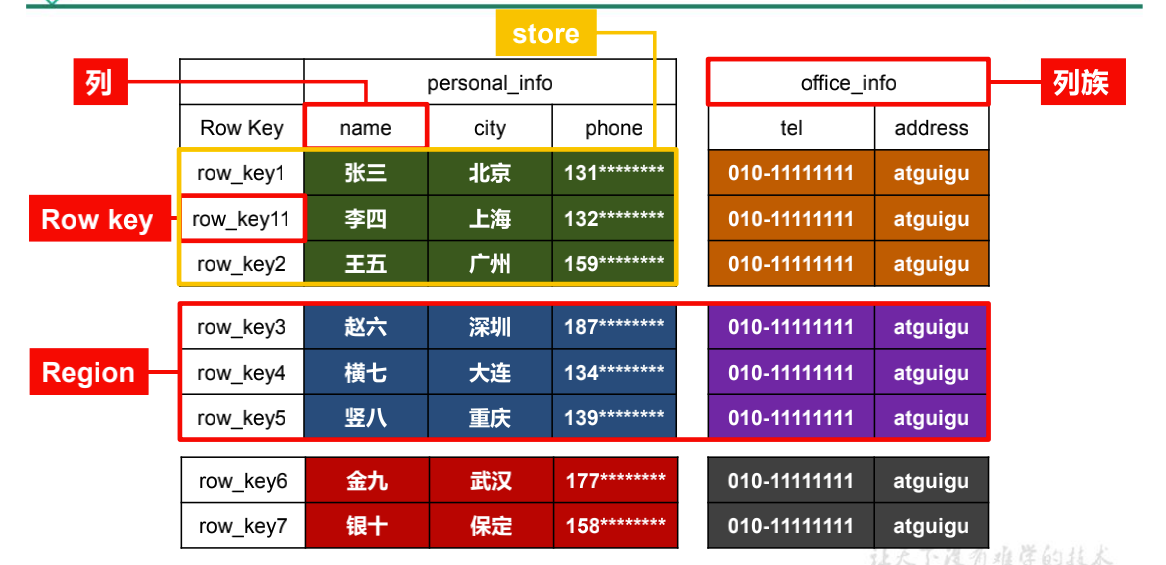 store
列
personal_info
office_info
列族
Row Key name city phone tel address
row_key1 张三 北京 131******** 010-11111111 atguigu
Row key
row_key11 李四 上海 132******** 010-11111111 atguigu
row_key2 王五 广州 159******** 010-11111111 atguigu
row_key3 赵六 深圳 187******** 010-11111111 atguigu
Region
row_key4 横七 大连 134******** 010-11111111 atguigu
row_key5 竖八 重庆 139******** 010-11111111 atguigu
row_key6 金九 武汉 177******** 010-11111111 atguigu
row_key7 银十 保定 158******** 010-11111111 atguigu
让天下没有难学的技术